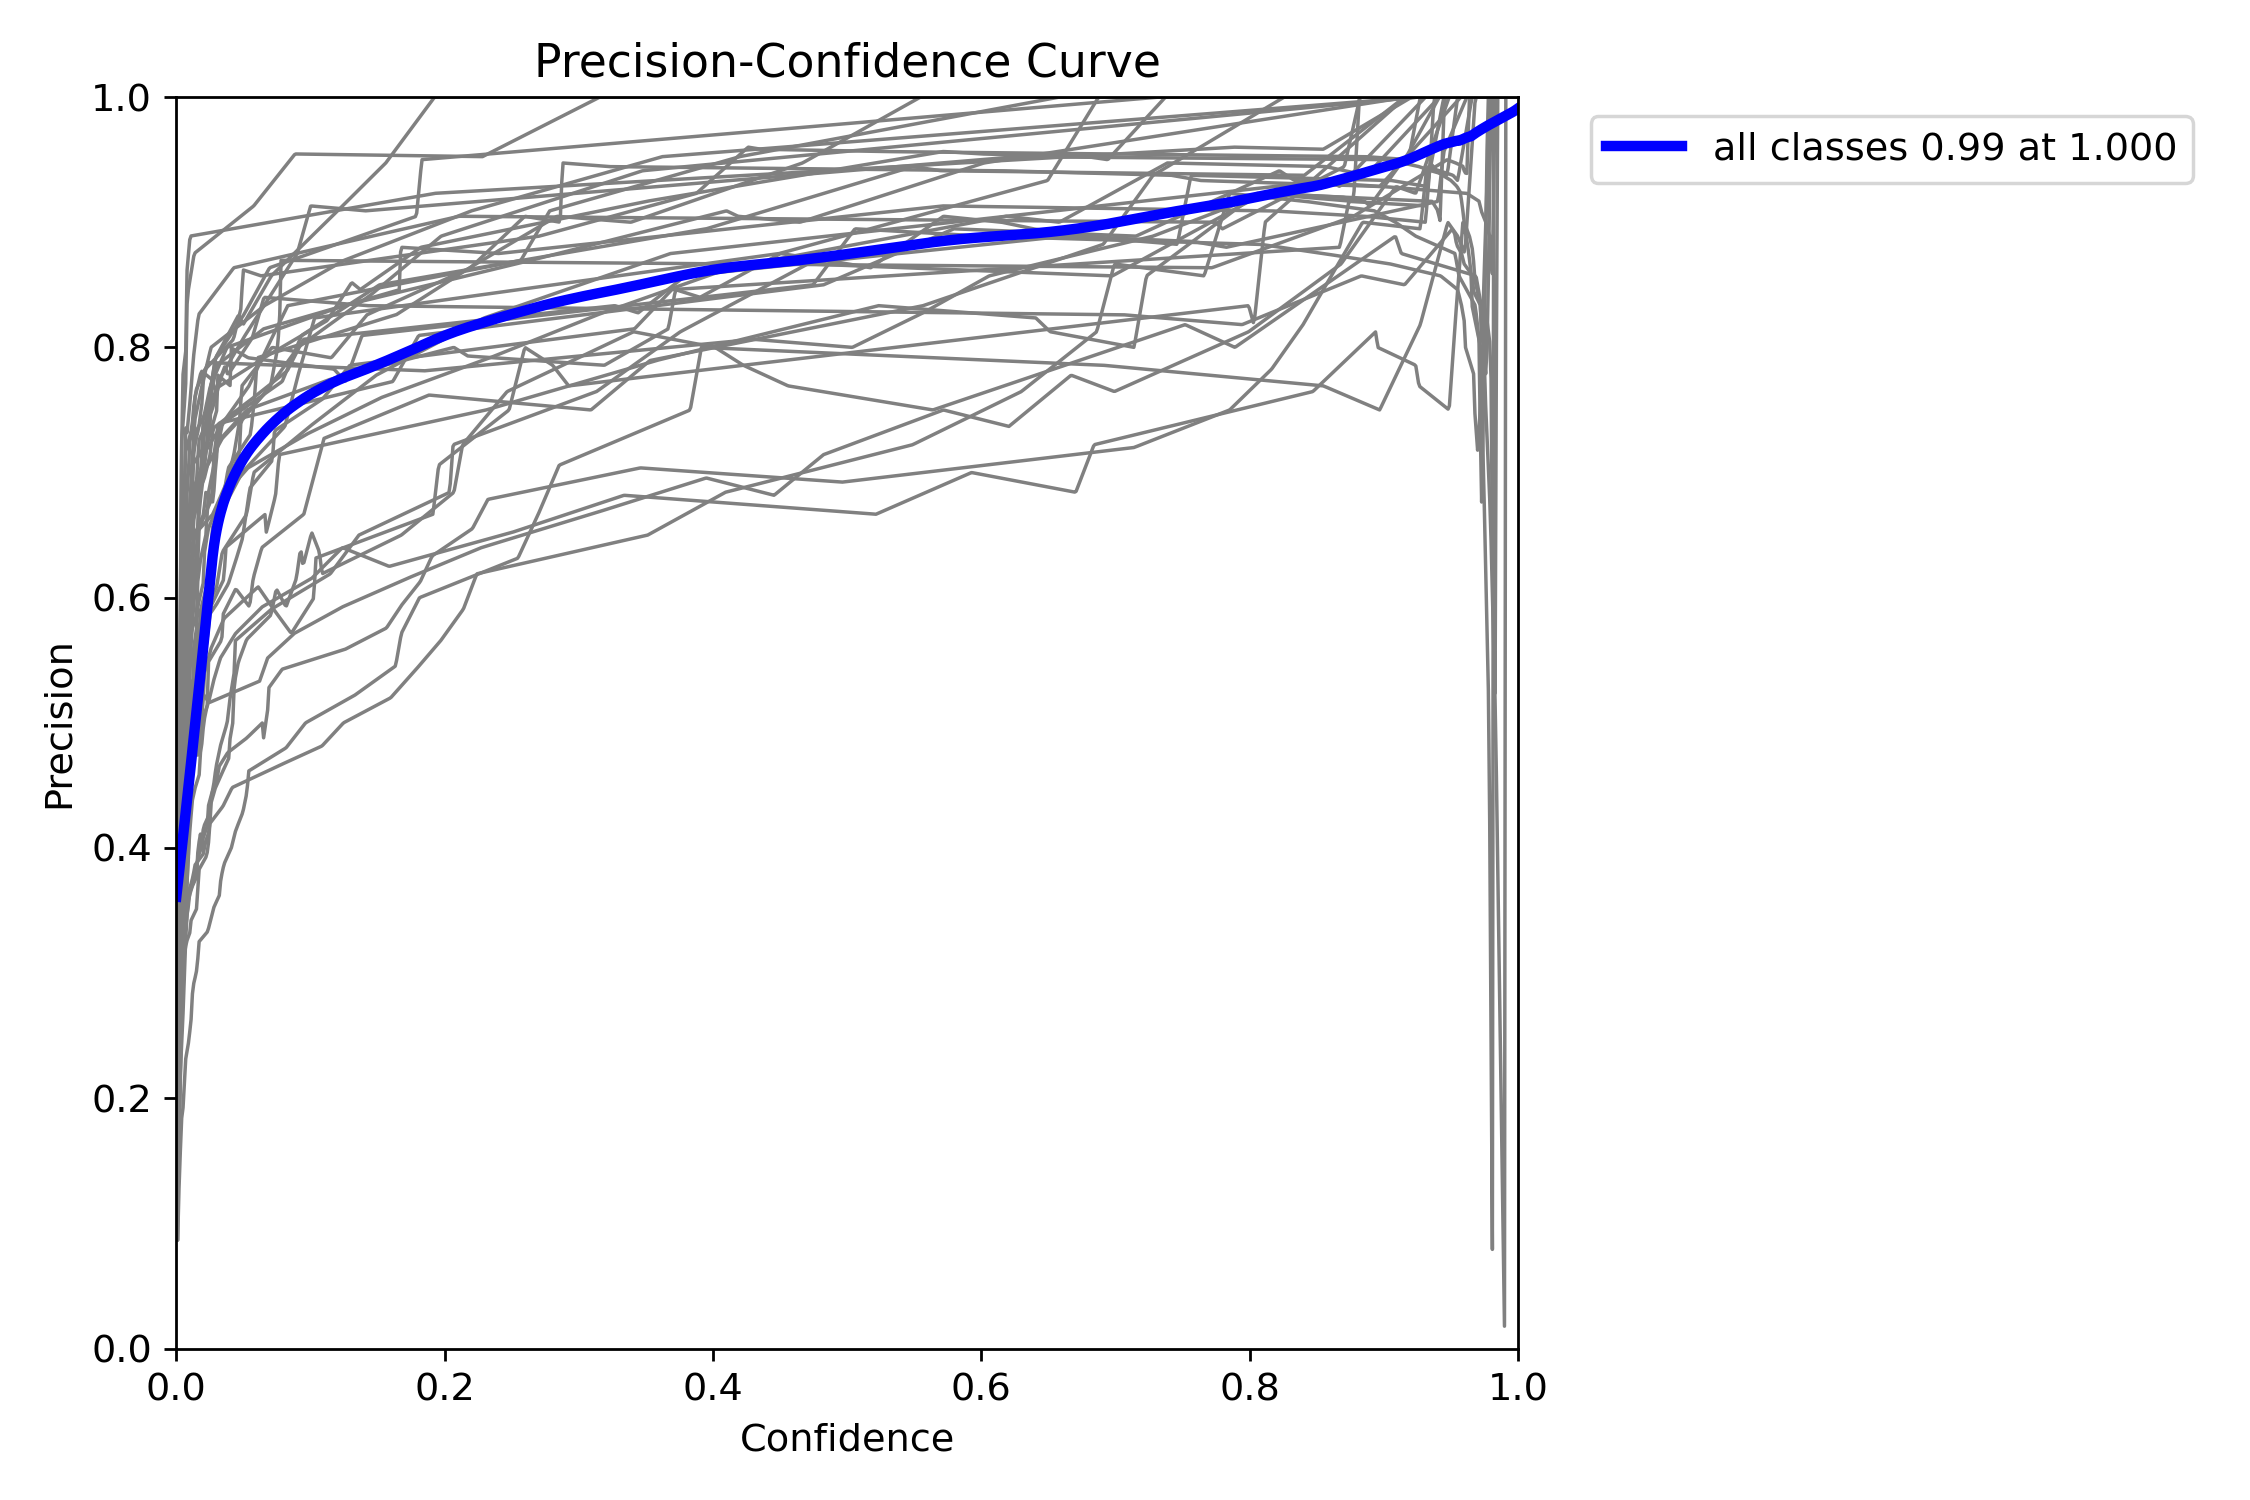 Precision-Confidence Curve
all classes 0.99 at 1.000
Precision
1.0
0.8
0.6
0.4
0.2
0.0
0.0 0.2 0.4 0.6 0.8 1.0
Confidence